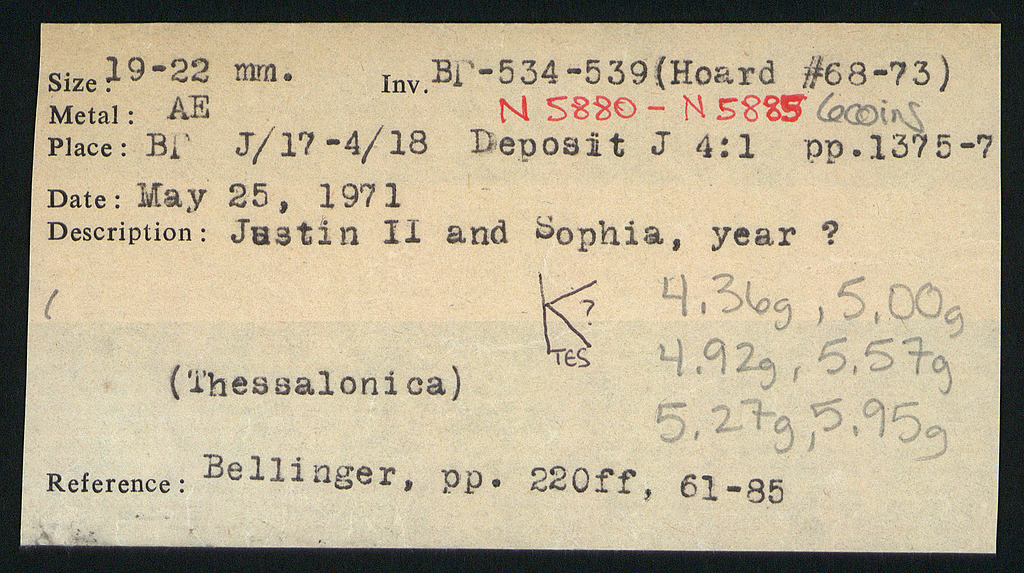 Size: 19-22 mm. Inv. BΓ-534-539(Hoard #68-73)
Metal: AE N 5880 - N 5885 6coins
Place: BΓ J/17-4/18 Deposit J 4:1 pp.1375-7
Date: May 25, 1971
Description: Justin II and Sophia, year ?
K ? 4.36g, 5.00g
TES 4.92g, 5.57g
(Thessalonica)
5.27g, 5.95g
Reference: Bellinger, pp. 220ff, 61-85